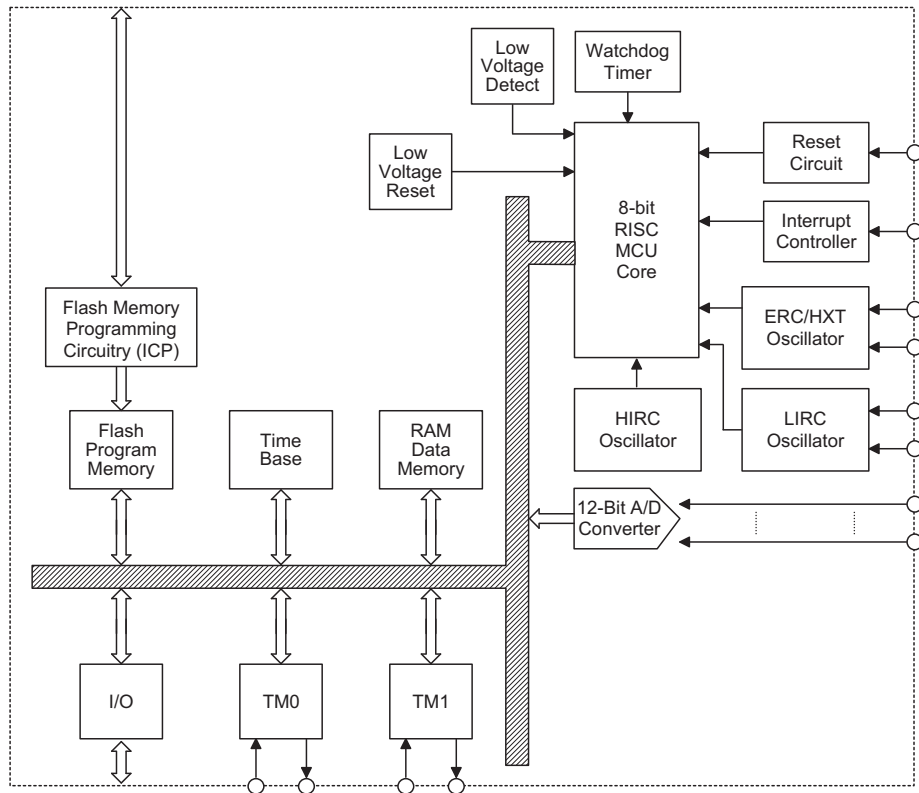 Low
Voltage
Detect
Watchdog
Timer
Low
Voltage
Reset
8-bit
RISC
MCU
Core
Reset
Circuit
Interrupt
Controller
Flash Memory
Programming
Circuitry (ICP)
ERC/HXT
Oscillator
HIRC
Oscillator
LIRC
Oscillator
Flash
Program
Memory
Time
Base
RAM
Data
Memory
12-Bit A/D
Converter
I/O
TM0
TM1